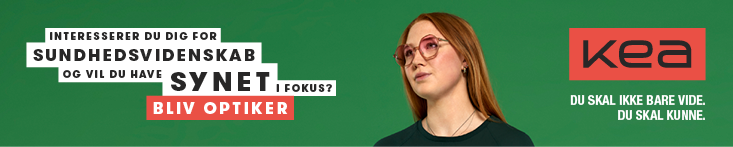 INTERESSERER DU DIG FOR
SUNDHEDSVIDENSKAB
OG VIL DU HAVE SYNET I FOKUS?
BLIV OPTIKER
kea
DU SKAL IKKE BARE VIDE.
DU SKAL KUNNE.